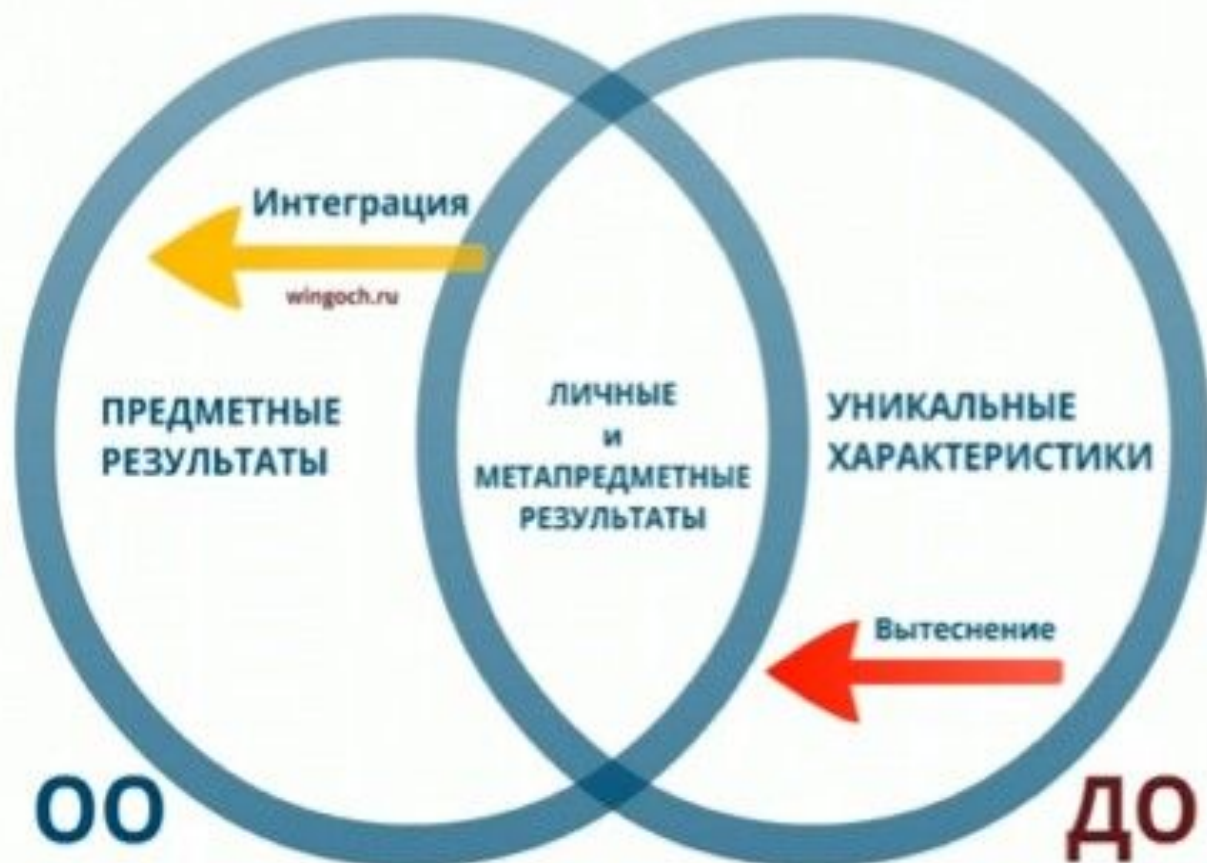 Интеграция
wingoch.ru
ПРЕДМЕТНЫЕ
РЕЗУЛЬТАТЫ
ЛИЧНЫЕ
и
МЕТАПРЕДМЕТНЫЕ
РЕЗУЛЬТАТЫ
УНИКАЛЬНЫЕ
ХАРАКТЕРИСТИКИ
Вытеснение
ОО
ДО